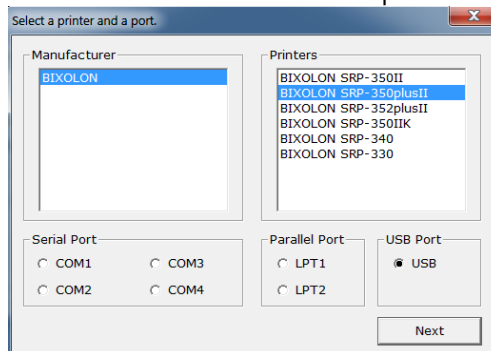 Select a printer and a port.
Manufacturer
BIXOLON
Printers
BIXOLON SRP-350II
BIXOLON SRP-350plusII
BIXOLON SRP-352plusII
BIXOLON SRP-350IIK
BIXOLON SRP-340
BIXOLON SRP-330
Serial Port
COM1 COM3
COM2 COM4
Parallel Port
LPT1
LPT2
USB Port
USB
Next